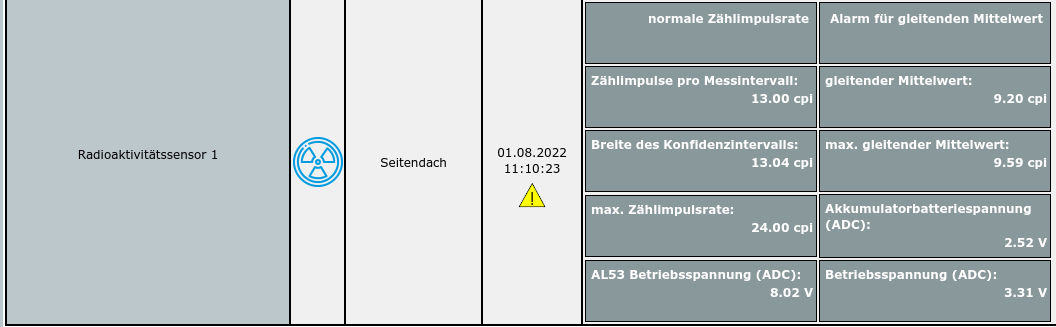 normale Zählimpulsrate
Alarm für gleitenden Mittelwert
Zählimpulse pro Messintervall:
13.00 cpi
gleitender Mittelwert:
9.20 cpi
Radioaktivitätssensor 1
Seitendach
01.08.2022
11:10:23
Breite des Konfidenzintervalls:
13.04 cpi
max. gleitender Mittelwert:
9.59 cpi
max. Zählimpulsrate:
24.00 cpi
Akkumulatorbatteriespannung
(ADC):
2.52 V
AL53 Betriebsspannung (ADC):
8.02 V
Betriebsspannung (ADC):
3.31 V